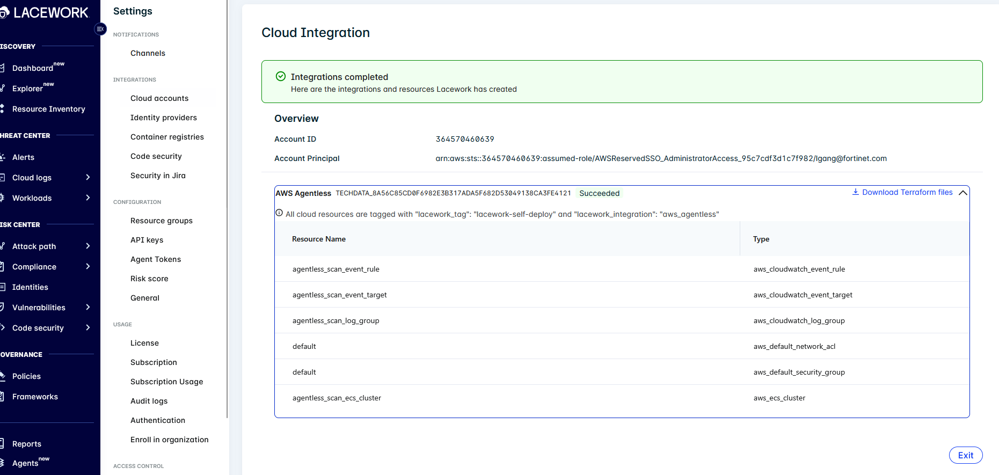 LACEWORK
ISCOVERY
Dashboard new
Explorer new
Resource Inventory
HREAT CENTER
Alerts
Cloud logs
Workloads
ISK CENTER
Attack path
Compliance
Identities
Vulnerabilities
Code security
OVERNANCE
Policies
Frameworks
Reports
Agents new
Settings
NOTIFICATIONS
Channels
INTEGRATIONS
Cloud accounts
Identity providers
Container registries
Code security
Security in Jira
CONFIGURATION
Resource groups
API keys
Agent Tokens
Risk score
General
USAGE
License
Subscription
Subscription Usage
Audit logs
Authentication
Enroll in organization
ACCESS CONTROL
Cloud Integration
Integrations completed
Here are the integrations and resources Lacework has created
Overview
Account ID 364570460639
Account Principal arn:aws:sts::364570460639:assumed-role/AWSReservedSSO_AdministratorAccess_95c7cdf3d1c7f982/lgang@fortinet.com
AWS Agentless TECHDATA_8A56C85CD0F6982E3B317ADA5F682D53049138CA3FE4121 Succeeded Download Terraform files
All cloud resources are tagged with "lacework_tag": "lacework-self-deploy" and "lacework_integration": "aws_agentless"
Resource Name Type
agentless_scan_event_rule aws_cloudwatch_event_rule
agentless_scan_event_target aws_cloudwatch_event_target
agentless_scan_log_group aws_cloudwatch_log_group
default aws_default_network_acl
default aws_default_security_group
agentless_scan_ecs_cluster aws_ecs_cluster
Exit